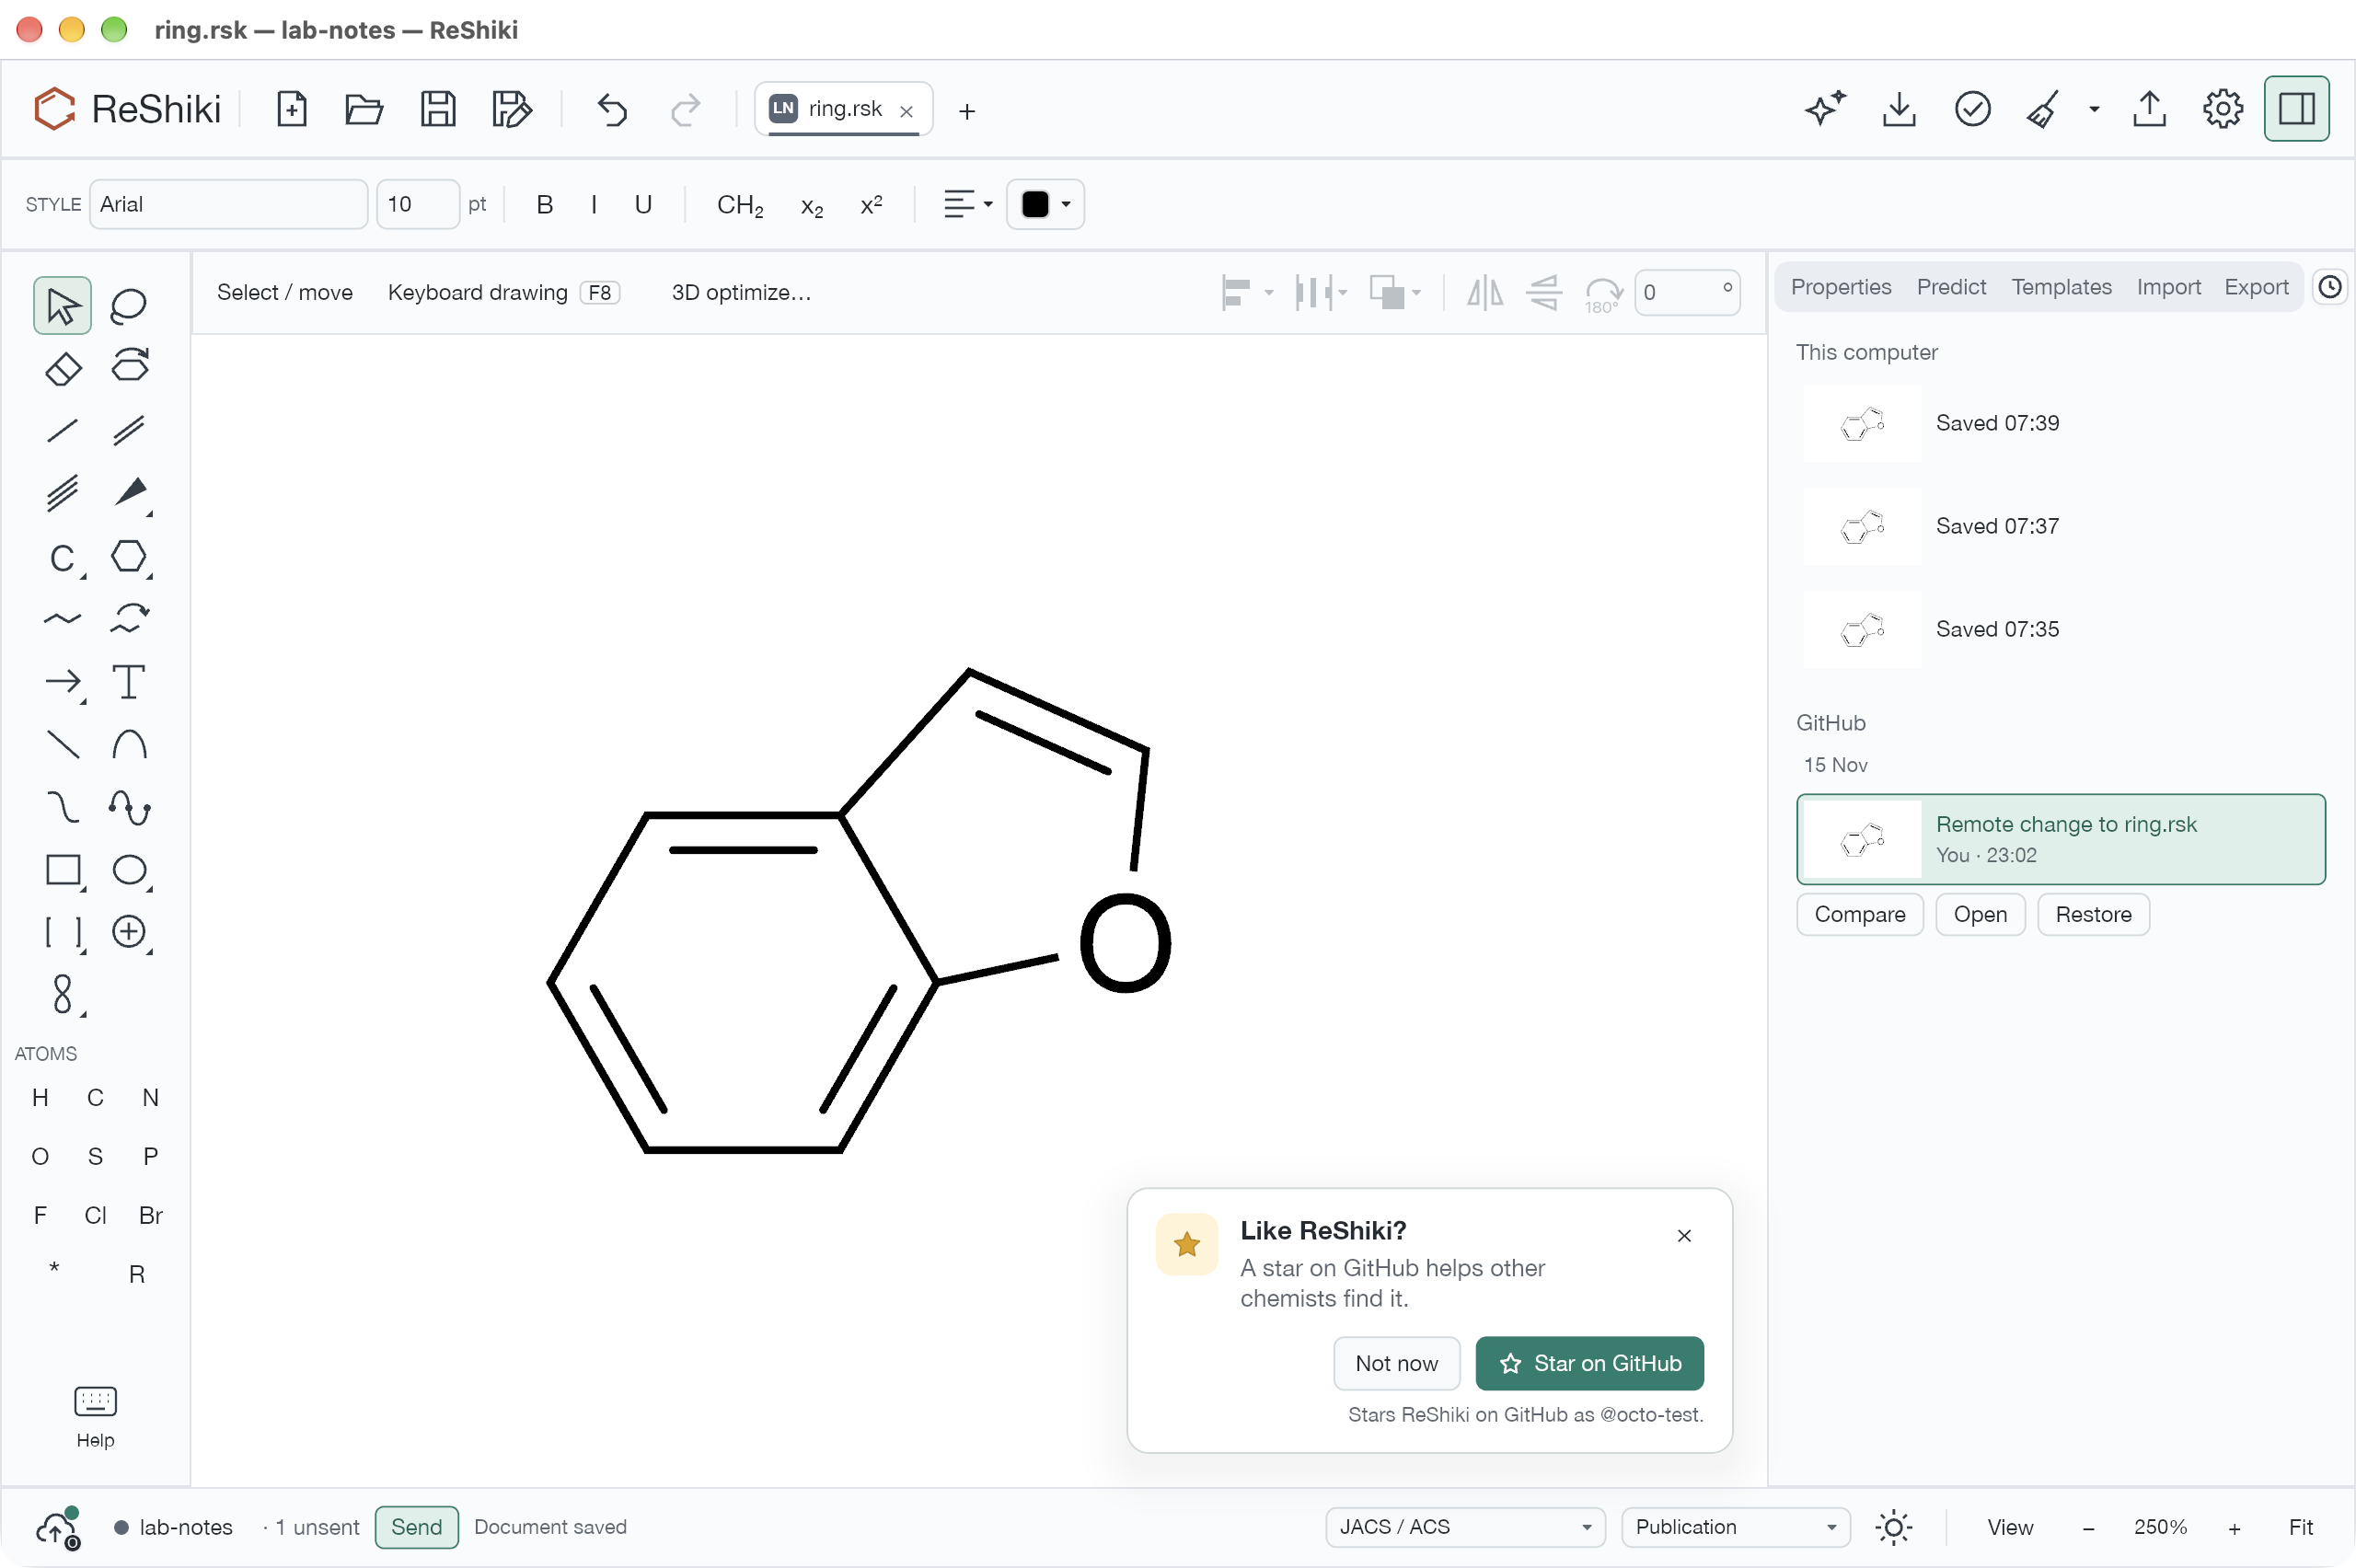 ring.rsk — lab-notes — ReShiki
ReShiki
LN ring.rsk
STYLE Arial 10 pt B I U CH₂ x₂ x²
Select / move Keyboard drawing F8 3D optimize...
180° 0 °
Properties Predict Templates Import Export
This computer
Saved 07:39
Saved 07:37
Saved 07:35
GitHub
15 Nov
Remote change to ring.rsk
You · 23:02
Compare Open Restore
C
T
ATOMS
H C N
O S P
F Cl Br
* R
Help
O
Like ReShiki?
A star on GitHub helps other
chemists find it.
Not now Star on GitHub
Stars ReShiki on GitHub as @octo-test.
lab-notes · 1 unsent Send Document saved
JACS / ACS Publication View − 250% + Fit